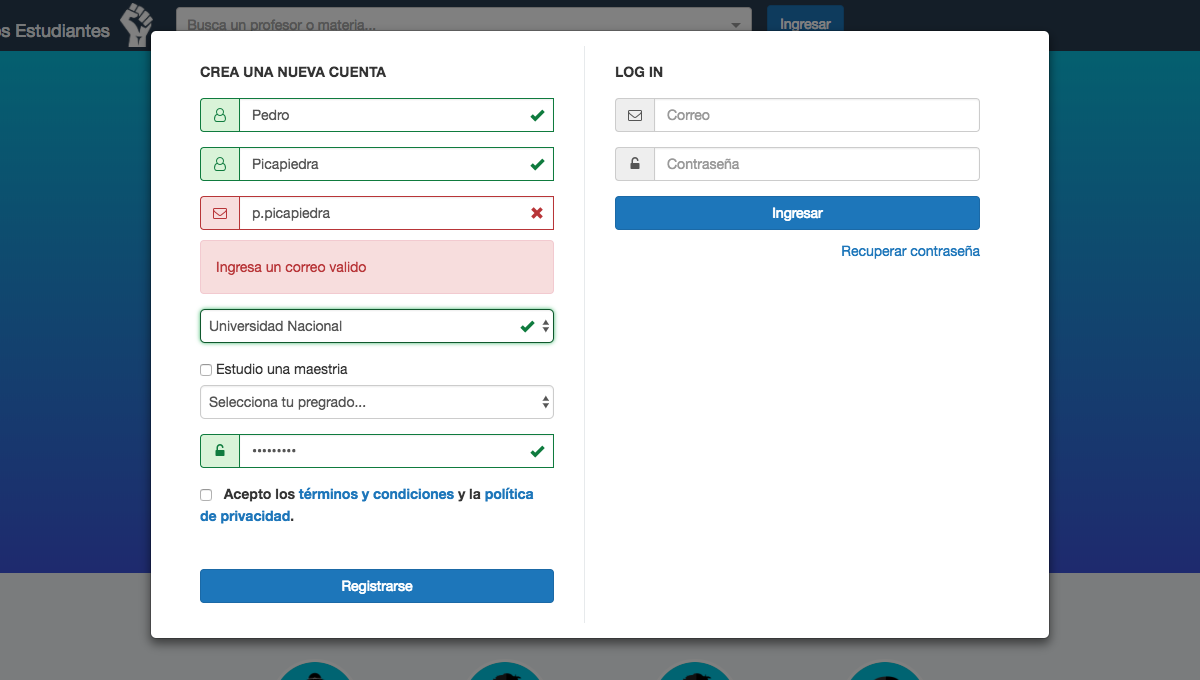 s Estudiantes
Busca un profesor o materia...
Ingresar
CREA UNA NUEVA CUENTA
Pedro
Picapiedra
p.picapiedra
Ingresa un correo valido
Universidad Nacional
Estudio una maestria
Selecciona tu pregrado...
•••••••••
Acepto los términos y condiciones y la política
de privacidad.
Registrarse
LOG IN
Correo
Contraseña
Ingresar
Recuperar contraseña